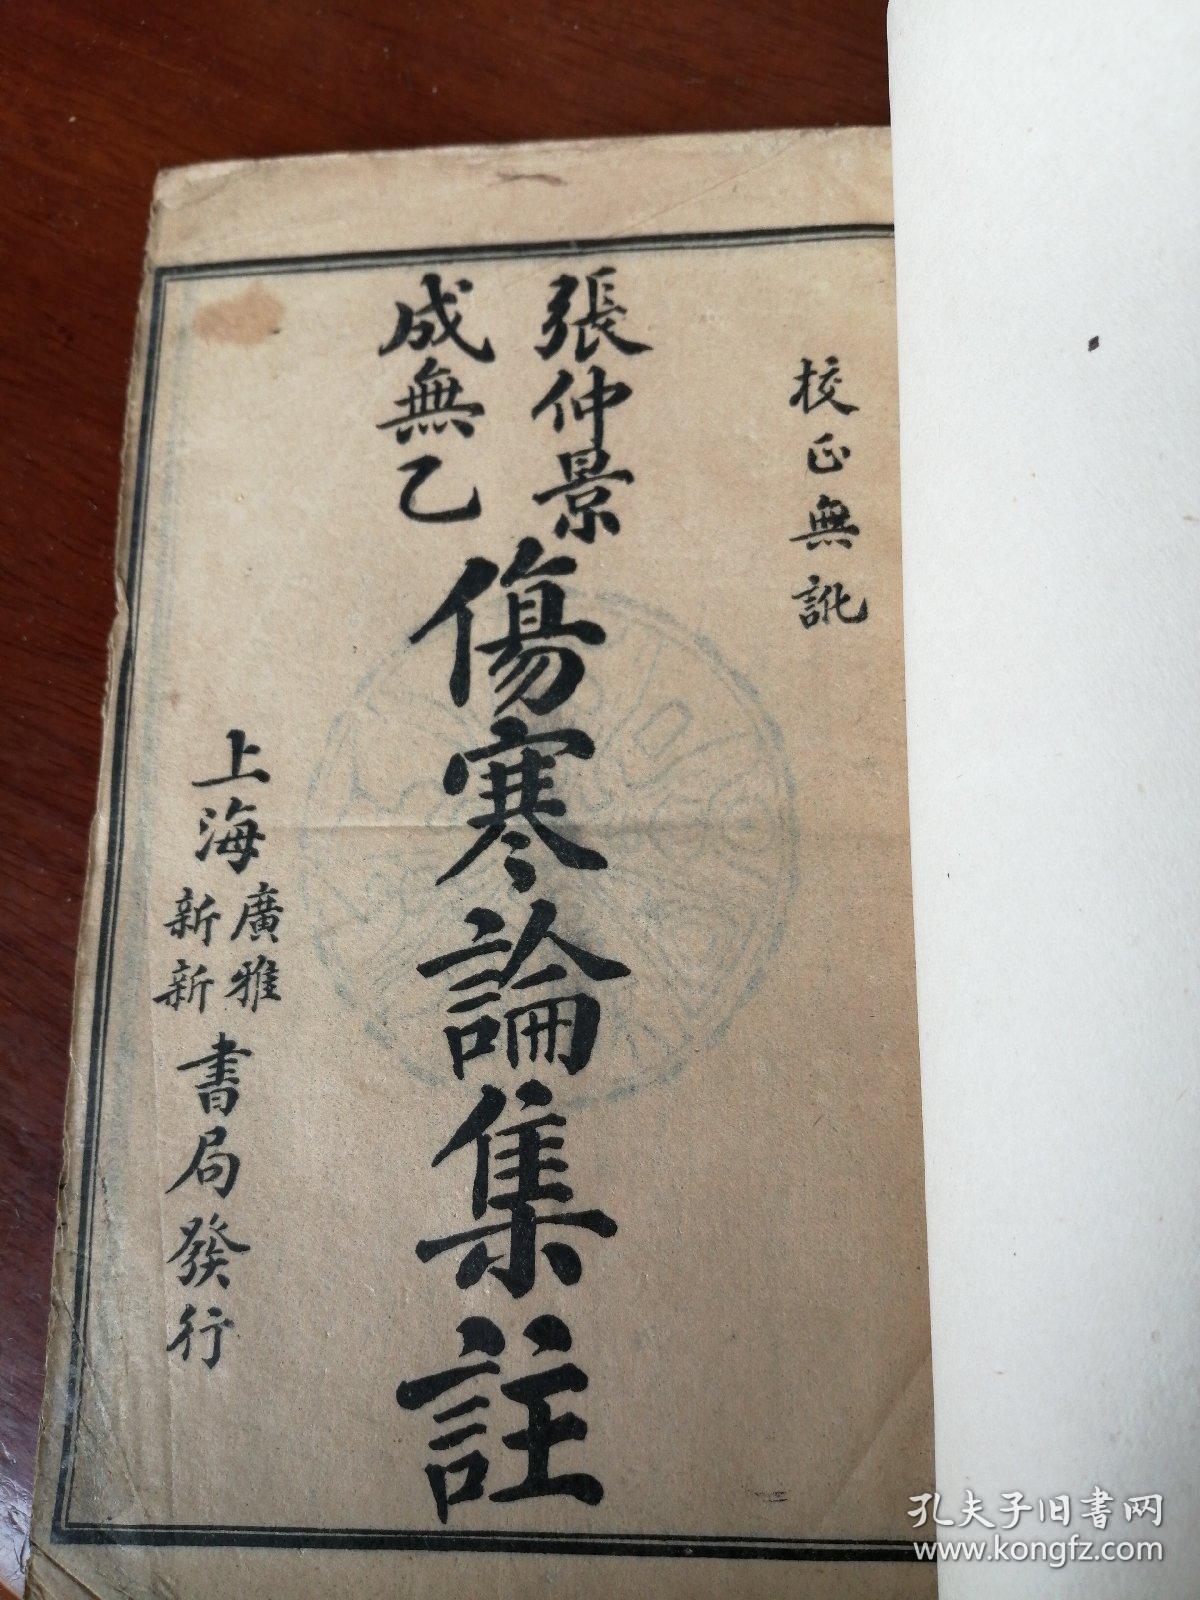 校正無訛
張仲景
成無乙
傷寒論集註
上海
廣雅
新新
書局發行
孔夫子旧书网
www.kongfz.com